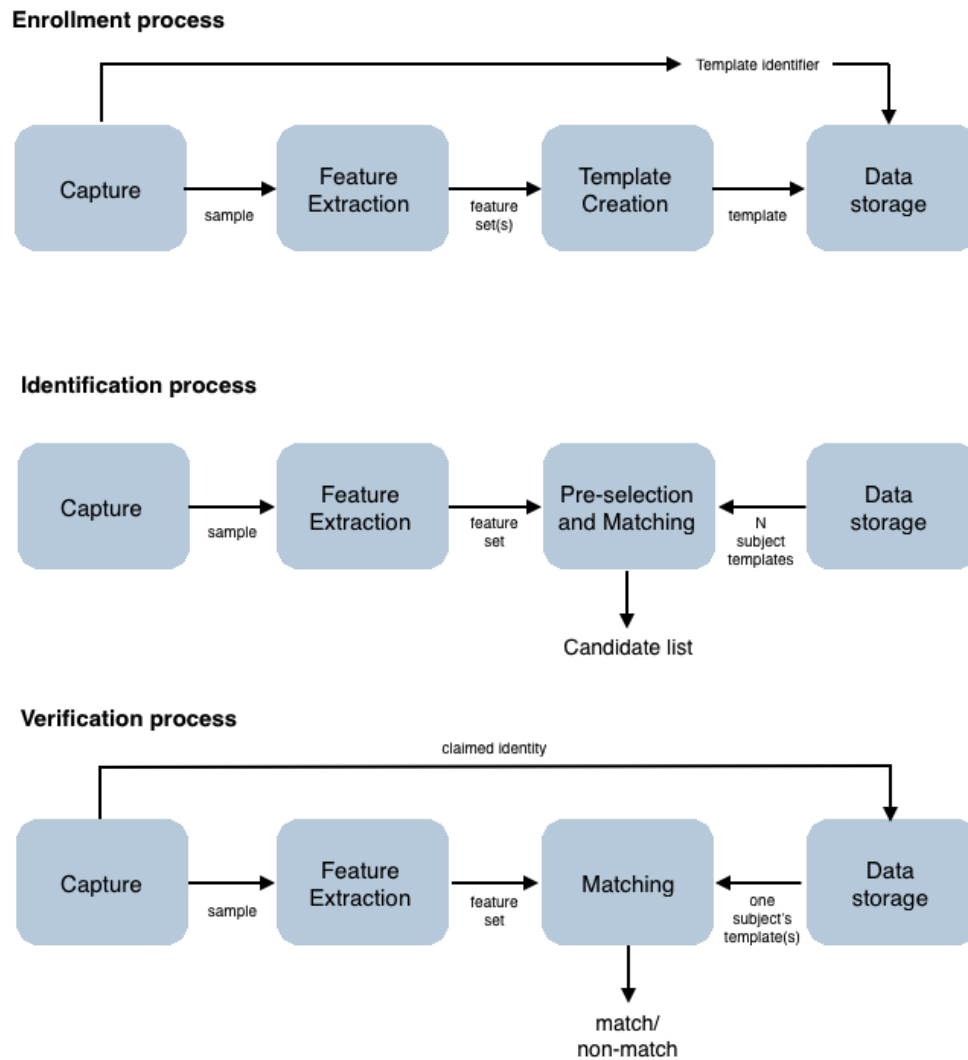 Enrollment process
Template identifier
Capture
sample
Feature
Extraction
feature
set(s)
Template
Creation
template
Data
storage
Identification process
Capture
sample
Feature
Extraction
feature
set
Pre-selection
and Matching
N
subject
templates
Data
storage
Candidate list
Verification process
claimed identity
Capture
sample
Feature
Extraction
feature
set
Matching
one
subject's
template(s)
Data
storage
match/
non-match